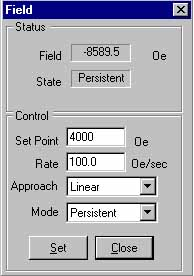 Field
Status
Field -8589.5 Oe
State Persistent
Control
Set Point 4000 Oe
Rate 100.0 Oe/sec
Approach Linear
Mode Persistent
Set Close